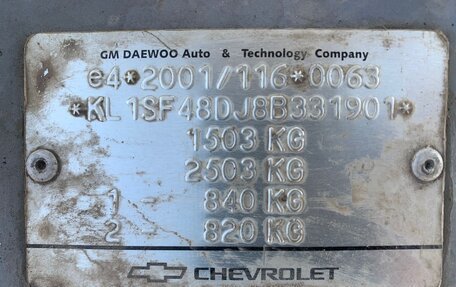 GM DAEWOO Auto & Technology Company
e4*2001/116*0063
*KL1SF48DJ8B331901*
1503 KG
2503 KG
1 840 KG
2 820 KG
CHEVROLET